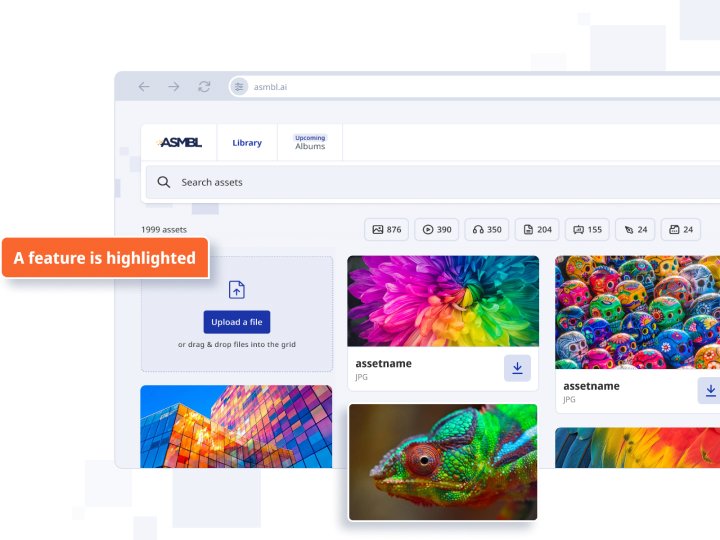 asmbl.ai
ASMBL
Library
Upcoming
Albums
Search assets
1999 assets
876
390
350
204
155
24
24
A feature is highlighted
Upload a file
or drag & drop files into the grid
assetname
JPG
assetname
JPG